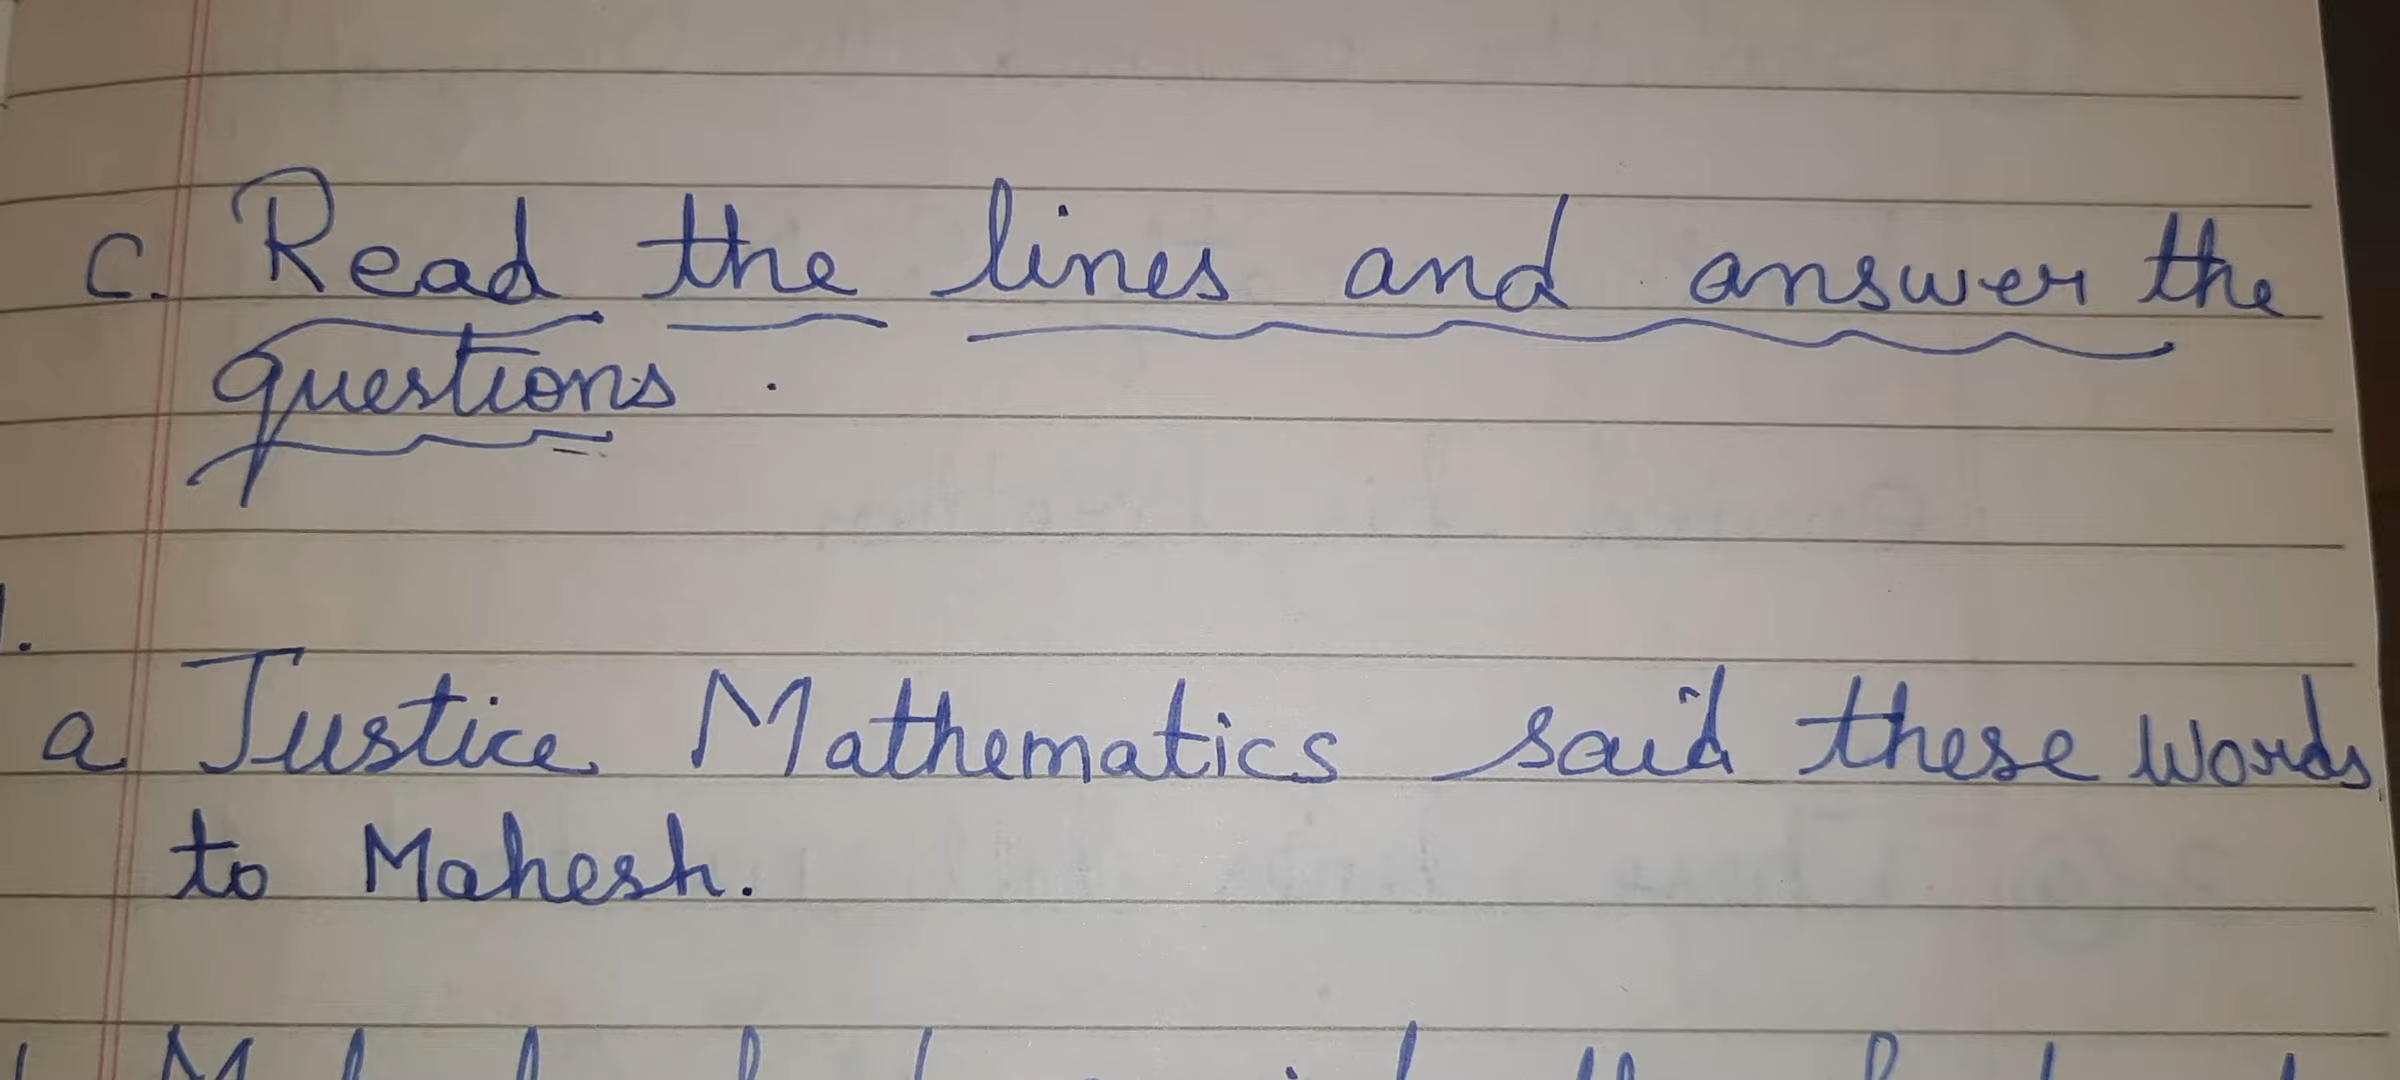 C. Read the lines and answer the
questions.
1.
a Justice Mathematics said these words
to Mahesh.